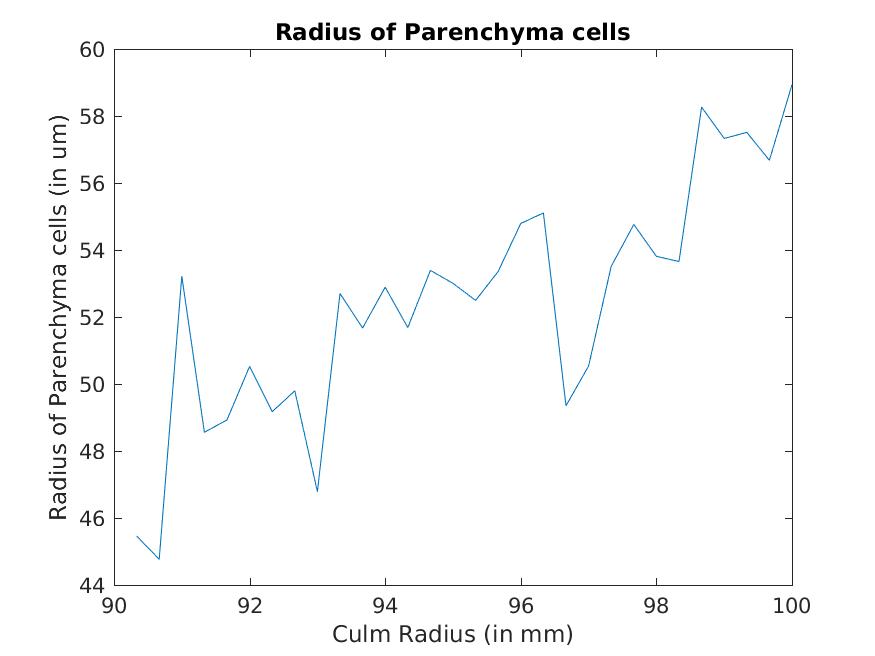 Radius of Parenchyma cells
60
58
56
54
52
50
48
46
44
Radius of Parenchyma cells (in um)
90 92 94 96 98 100
Culm Radius (in mm)